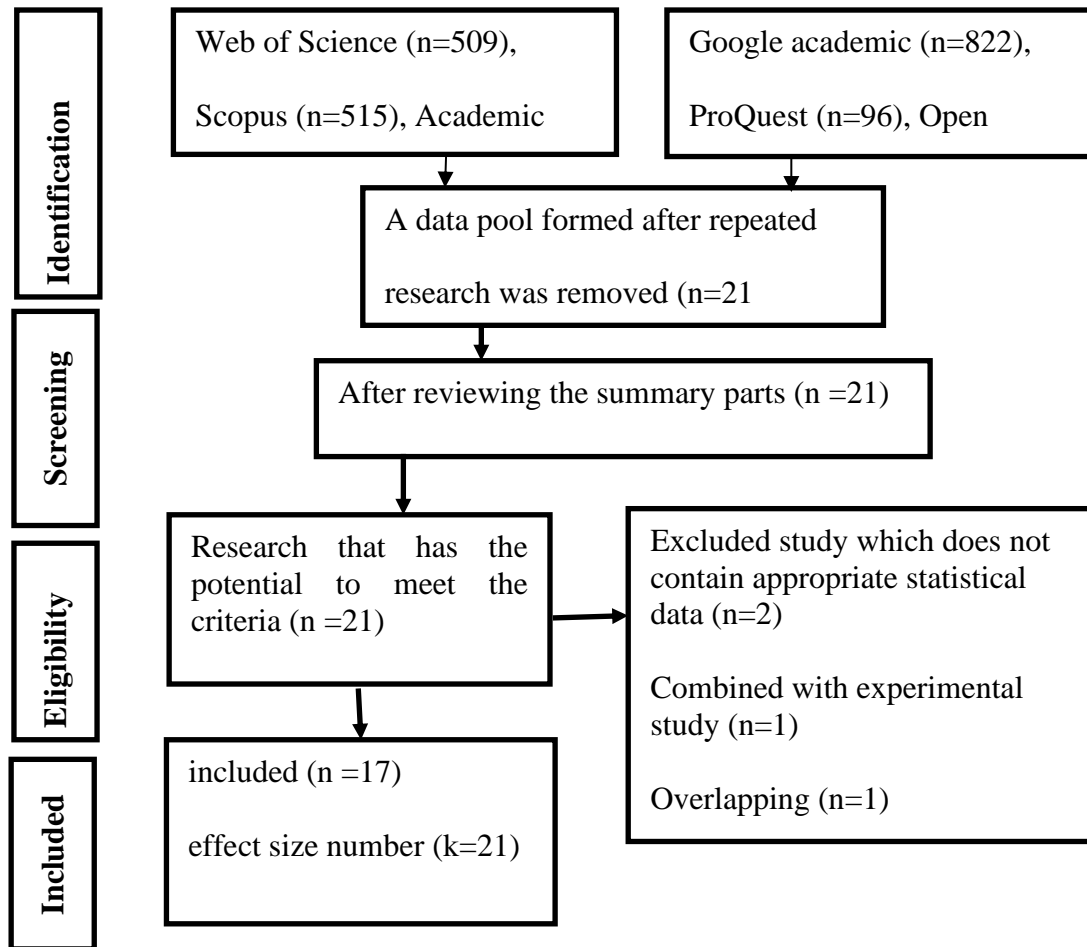 Identification
Web of Science (n=509),
Scopus (n=515), Academic
Google academic (n=822),
ProQuest (n=96), Open
A data pool formed after repeated
research was removed (n=21
Screening
After reviewing the summary parts (n =21)
Eligibility
Research that has the
potential to meet the
criteria (n =21)
Excluded study which does not
contain appropriate statistical
data (n=2)
Combined with experimental
study (n=1)
Overlapping (n=1)
Included
included (n =17)
effect size number (k=21)